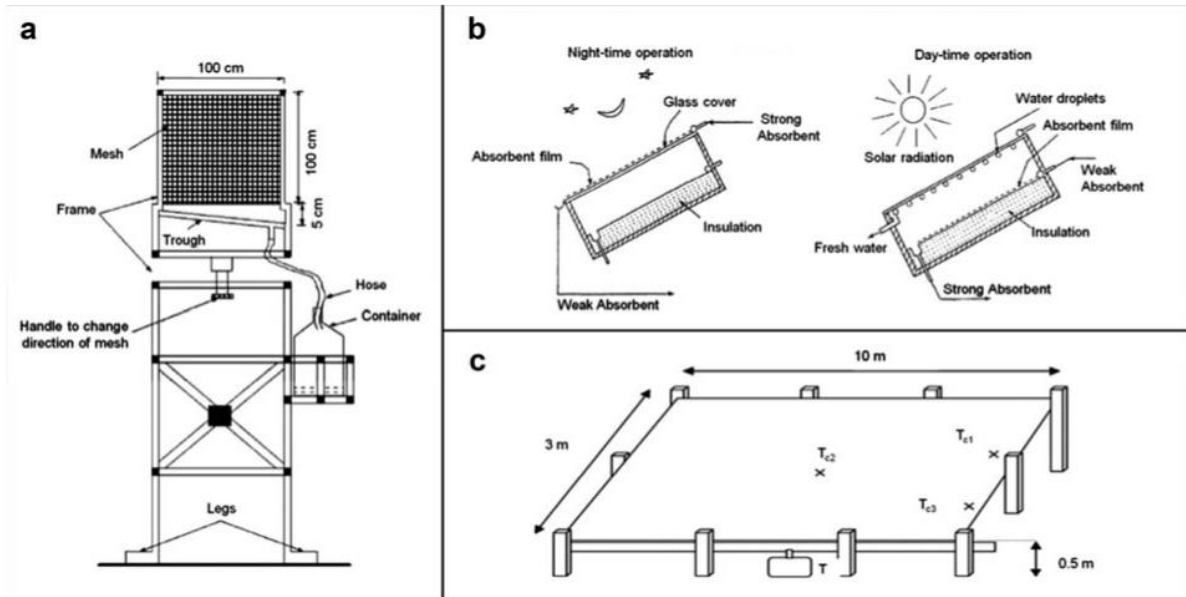 a
100 cm
Mesh
100 cm
Frame
5 cm
Trough
Hose
Container
Handle to change
direction of mesh
Legs
b
Night-time operation
Glass cover
Strong
Absorbent
Absorbent film
Insulation
Weak Absorbent
Day-time operation
Water droplets
Absorbent film
Solar radiation
Weak
Absorbent
Insulation
Fresh water
Strong Absorbent
c
10 m
3 m
Tc1
Tc2
Tc3
T
0.5 m